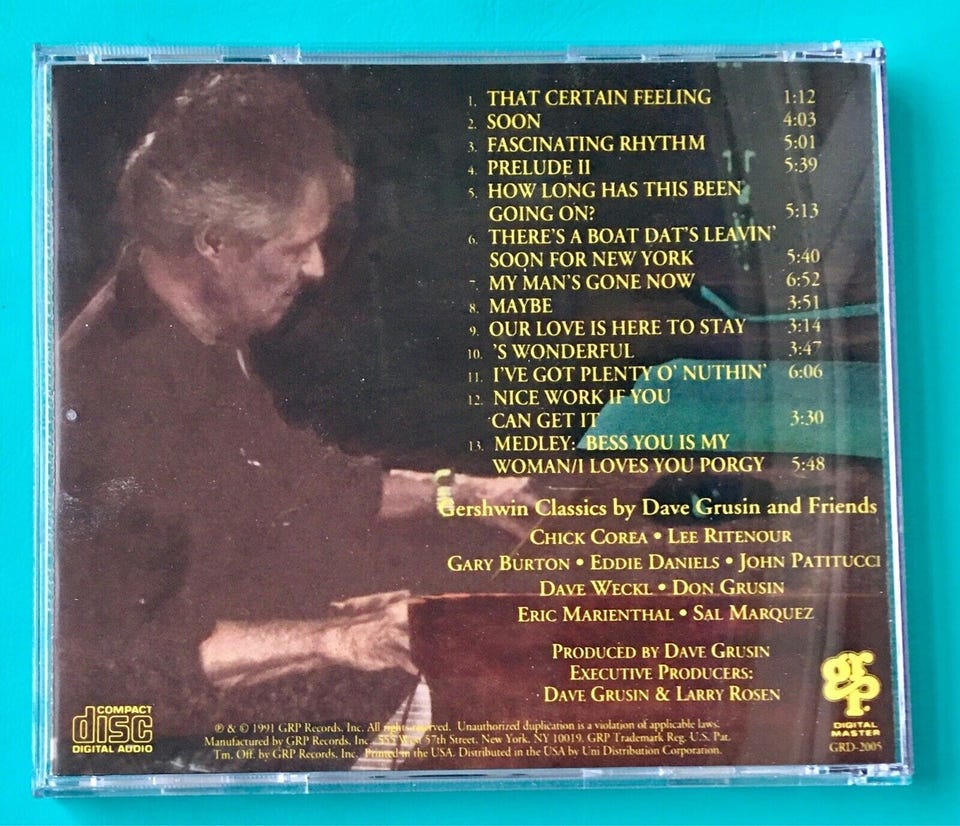 1. THAT CERTAIN FEELING 1:12
2. SOON 4:03
3. FASCINATING RHYTHM 5:01
4. PRELUDE II 5:39
5. HOW LONG HAS THIS BEEN
GOING ON? 5:13
6. THERE'S A BOAT DAT'S LEAVIN'
SOON FOR NEW YORK 5:40
7. MY MAN'S GONE NOW 6:52
8. MAYBE 3:51
9. OUR LOVE IS HERE TO STAY 3:14
10. 'S WONDERFUL 3:47
11. I'VE GOT PLENTY O' NUTHIN' 6:06
12. NICE WORK IF YOU
CAN GET IT 3:30
13. MEDLEY: BESS YOU IS MY
WOMAN/I LOVES YOU PORGY 5:48
Gershwin Classics by Dave Grusin and Friends
CHICK COREA • LEE RITENOUR
GARY BURTON • EDDIE DANIELS • JOHN PATITUCCI
DAVE WECKL • DON GRUSIN
ERIC MARIENTHAL • SAL MARQUEZ
PRODUCED BY DAVE GRUSIN
EXECUTIVE PRODUCERS:
DAVE GRUSIN & LARRY ROSEN
COMPACT
disc
DIGITAL AUDIO
℗ & © 1991 GRP Records, Inc. All rights reserved. Unauthorized duplication is a violation of applicable laws.
Manufactured by GRP Records, Inc., 555 West 57th Street, New York, NY 10019. GRP Trademark Reg. U.S. Pat.
Tm. Off. by GRP Records, Inc. Printed in the USA. Distributed in the USA by Uni Distribution Corporation.
GRP
DIGITAL
MASTER
GRD-2005